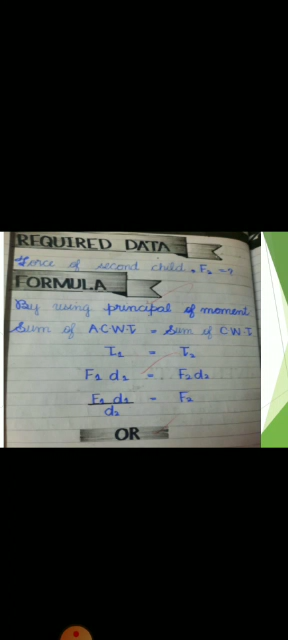 REQUIRED DATA
Force of second child, F₂ = ?
FORMULA
By using principal of moment
Sum of A.C.W.T = Sum of C.W.T
T₁ = T₂
F₁ d₁ = F₂ d₂
F₁ d₁ / d₂ = F₂
OR